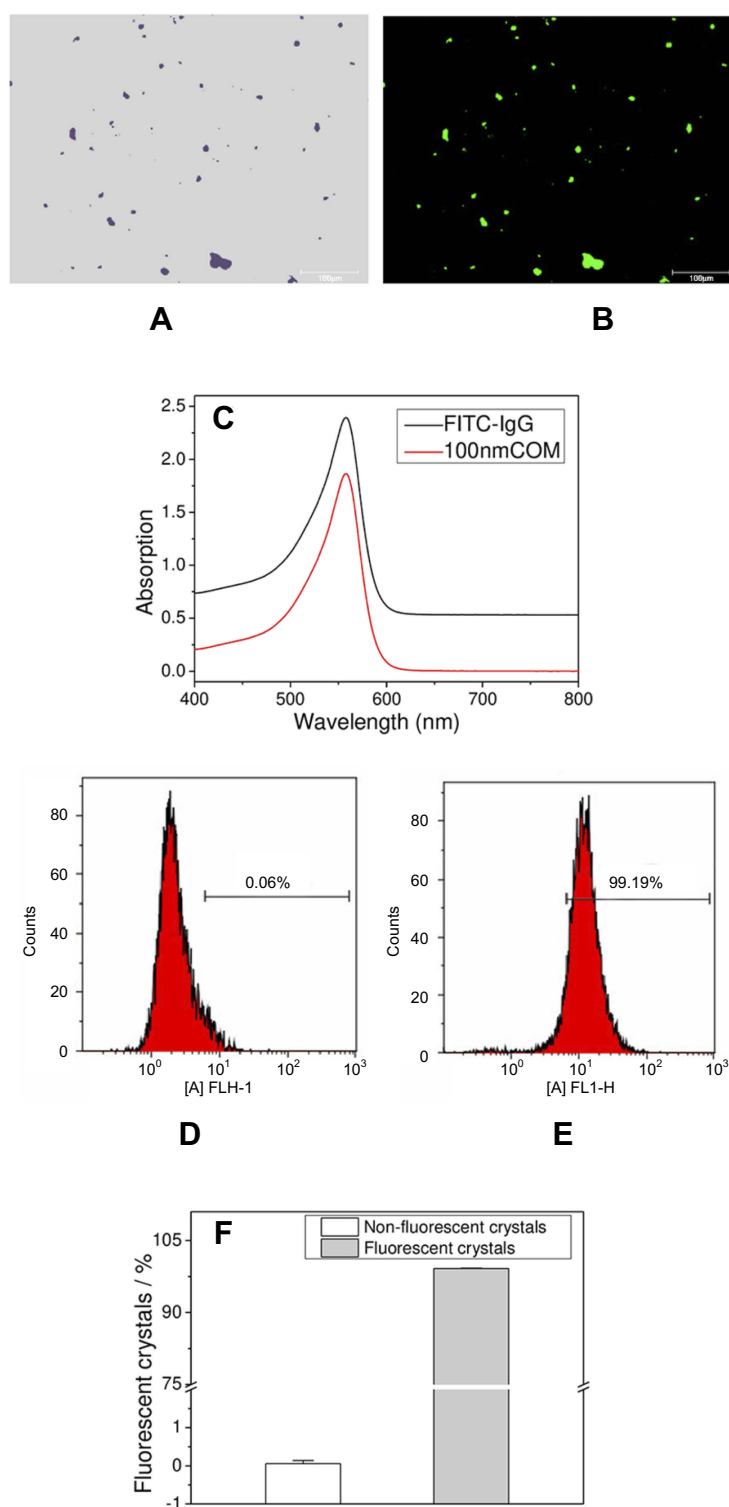 100μm
100μm
A
B
C
FITC-IgG
100nmCOM
2.5
2.0
1.5
1.0
0.5
0.0
Absorption
400 500 600 700 800
Wavelength (nm)
80
60
40
20
0
Counts
0.06%
10⁰ 10¹ 10² 10³
[A] FLH-1
D
80
60
40
20
0
Counts
99.19%
10⁰ 10¹ 10² 10³
[A] FL1-H
E
F
Non-fluorescent crystals
Fluorescent crystals
105
90
75
1
0
-1
Fluorescent crystals / %